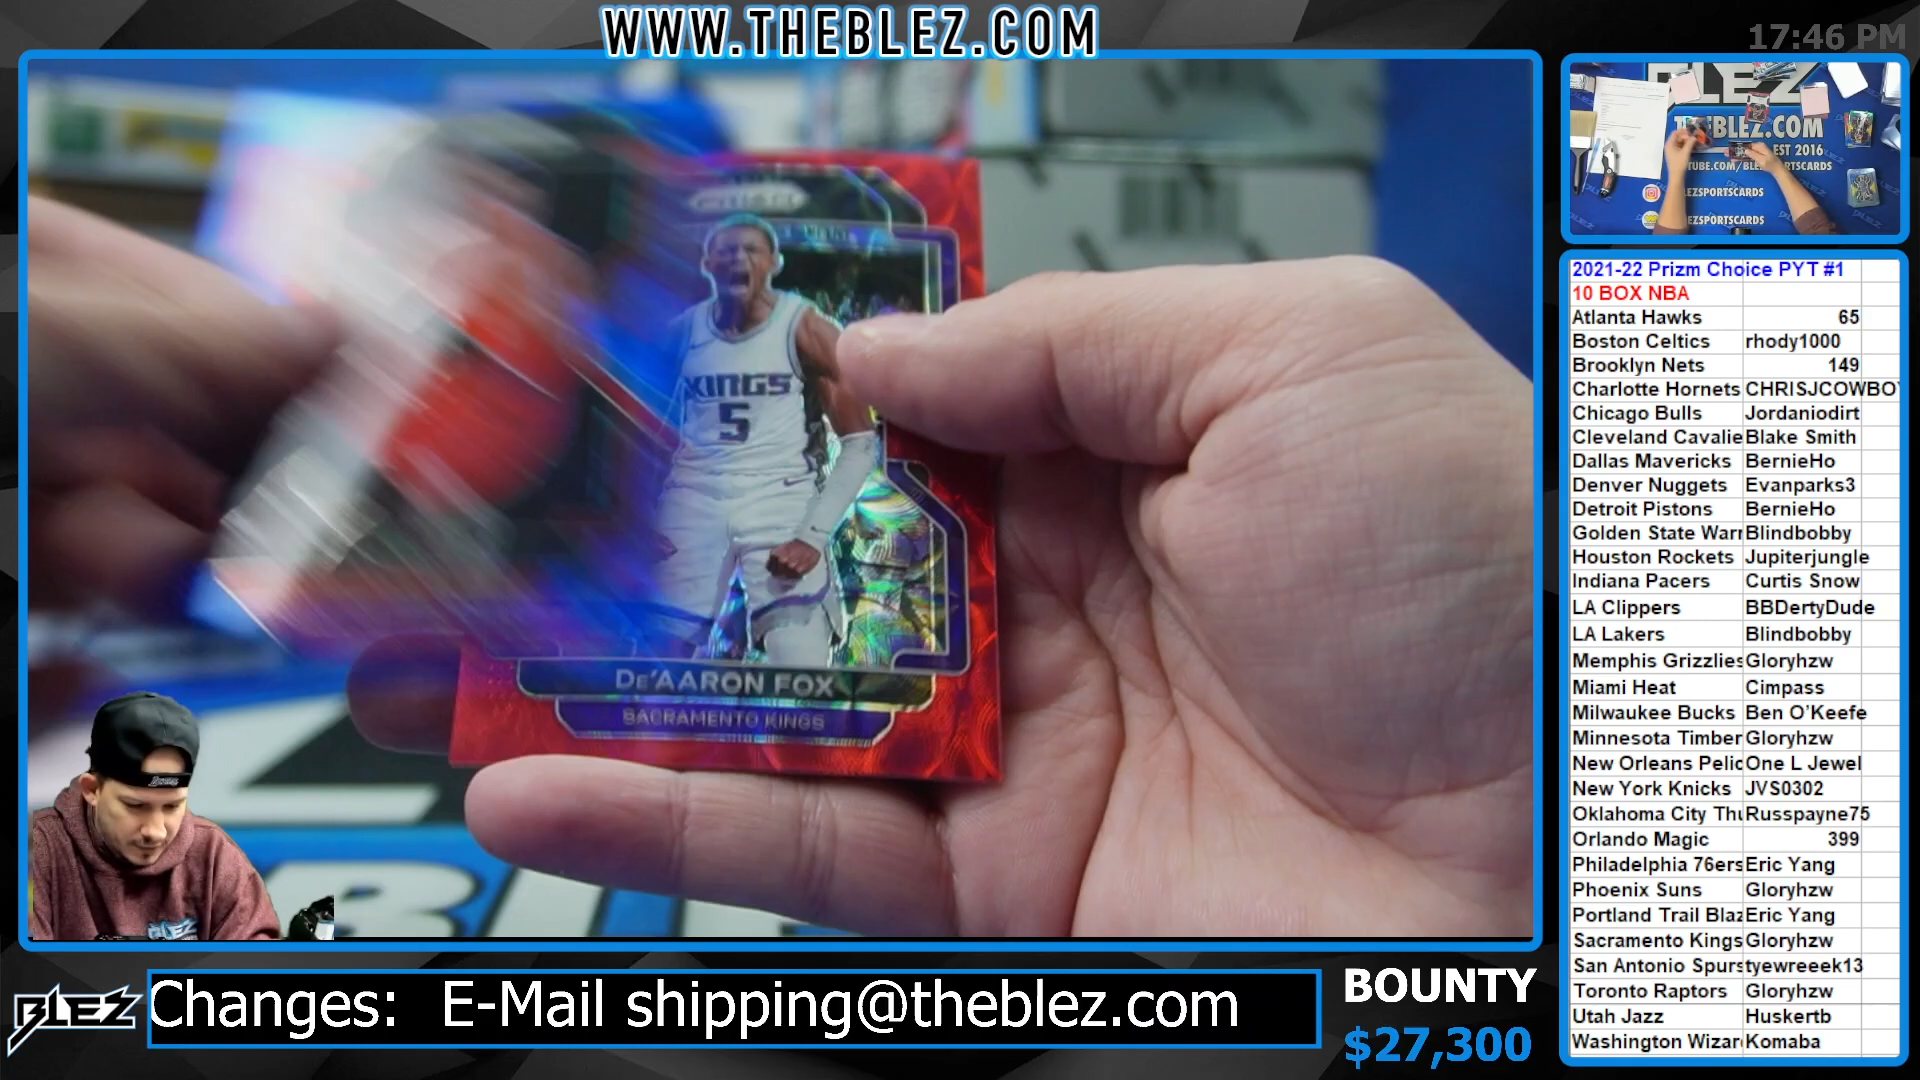 WWW.THEBLEZ.COM
17:46 PM
PRIZM
KINGS
5
De'AARON FOX
SACRAMENTO KINGS
BLEZ.COM
EST 2016
EZSPORTSCARDS
EZSPORTSCARDS
2021-22 Prizm Choice PYT #1
10 BOX NBA
Atlanta Hawks 65
Boston Celtics rhody1000
Brooklyn Nets 149
Charlotte Hornets CHRISJCOWBO
Chicago Bulls Jordaniodirt
Cleveland Cavalie Blake Smith
Dallas Mavericks BernieHo
Denver Nuggets Evanparks3
Detroit Pistons BernieHo
Golden State Warr Blindbobby
Houston Rockets Jupiterjungle
Indiana Pacers Curtis Snow
LA Clippers BBDertyDude
LA Lakers Blindbobby
Memphis Grizzlies Gloryhzw
Miami Heat Cimpass
Milwaukee Bucks Ben O'Keefe
Minnesota Timber Gloryhzw
New Orleans Pelic One L Jewel
New York Knicks JVS0302
Oklahoma City Thu Russpayne75
Orlando Magic 399
Philadelphia 76ers Eric Yang
Phoenix Suns Gloryhzw
Portland Trail Blaz Eric Yang
Sacramento Kings Gloryhzw
San Antonio Spurs tyewreeek13
Toronto Raptors Gloryhzw
Utah Jazz Huskertb
Washington Wizar Komaba
BLEZ
Changes: E-Mail shipping@theblez.com
BOUNTY
$27,300